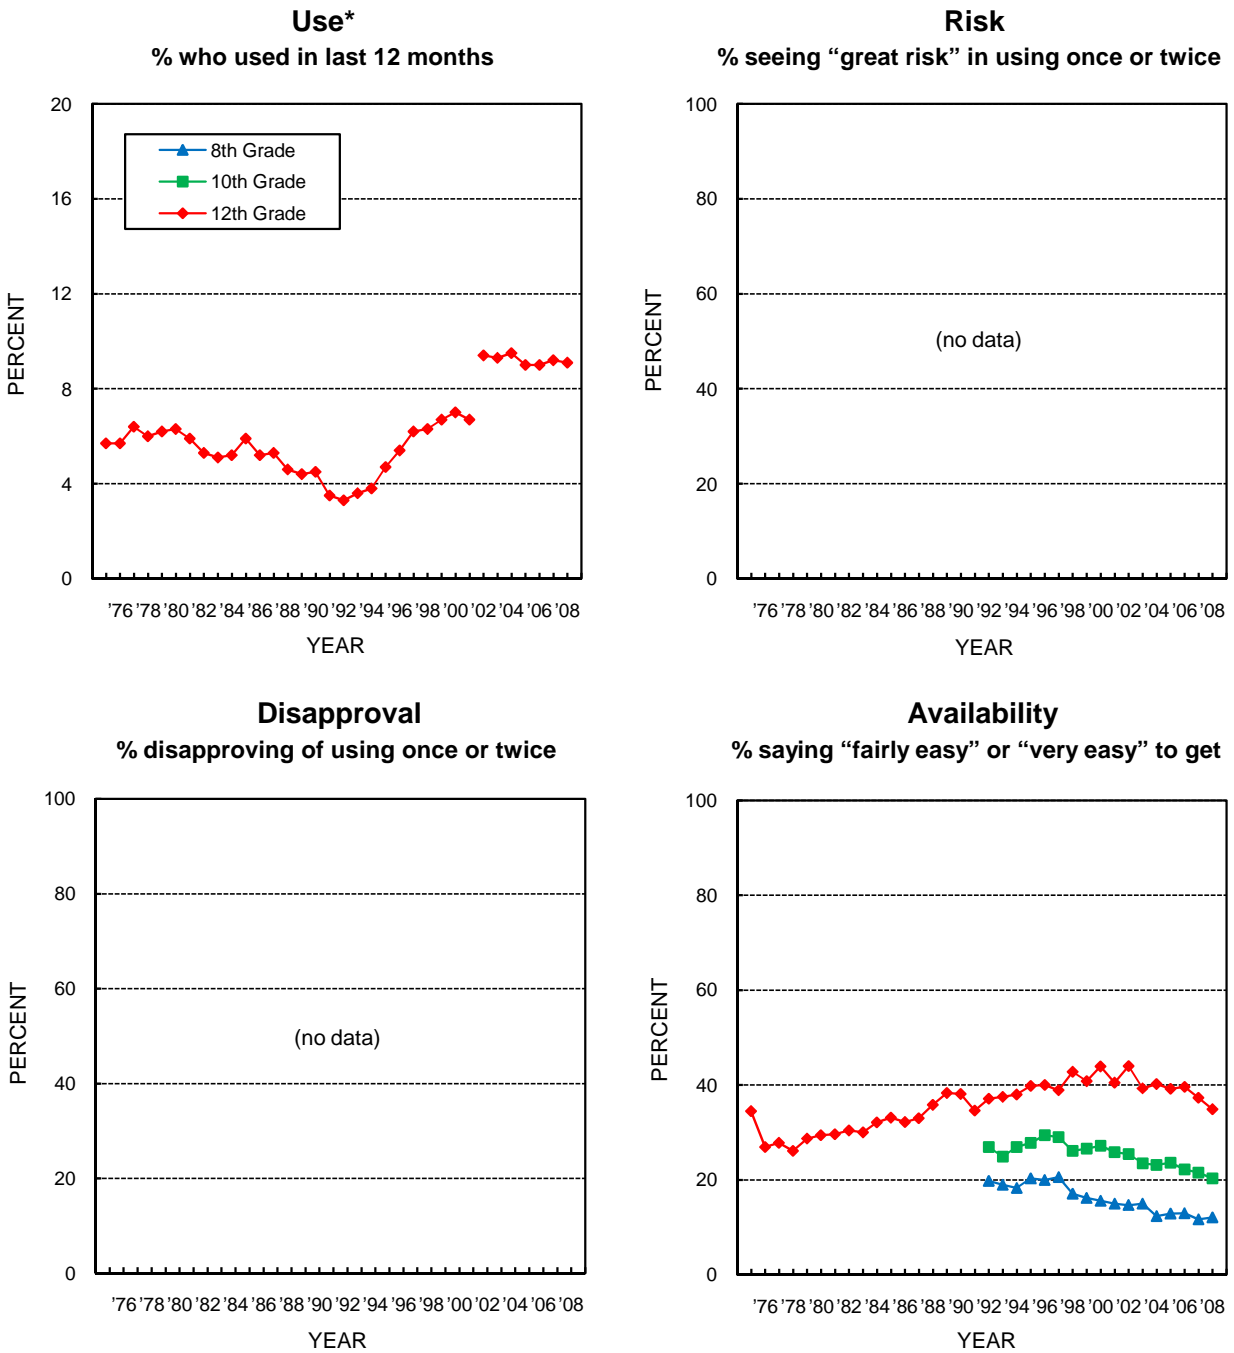 Use*
% who used in last 12 months
20
16
12
8
4
0
PERCENT
8th Grade
10th Grade
12th Grade
’76 ’78 ’80 ’82 ’84 ’86 ’88 ’90 ’92 ’94 ’96 ’98 ’00 ’02 ’04 ’06 ’08
YEAR
Risk
% seeing “great risk” in using once or twice
100
80
60
40
20
0
PERCENT
(no data)
’76 ’78 ’80 ’82 ’84 ’86 ’88 ’90 ’92 ’94 ’96 ’98 ’00 ’02 ’04 ’06 ’08
YEAR
Disapproval
% disapproving of using once or twice
100
80
60
40
20
0
PERCENT
(no data)
’76 ’78 ’80 ’82 ’84 ’86 ’88 ’90 ’92 ’94 ’96 ’98 ’00 ’02 ’04 ’06 ’08
YEAR
Availability
% saying “fairly easy” or “very easy” to get
100
80
60
40
20
0
PERCENT
’76 ’78 ’80 ’82 ’84 ’86 ’88 ’90 ’92 ’94 ’96 ’98 ’00 ’02 ’04 ’06 ’08
YEAR